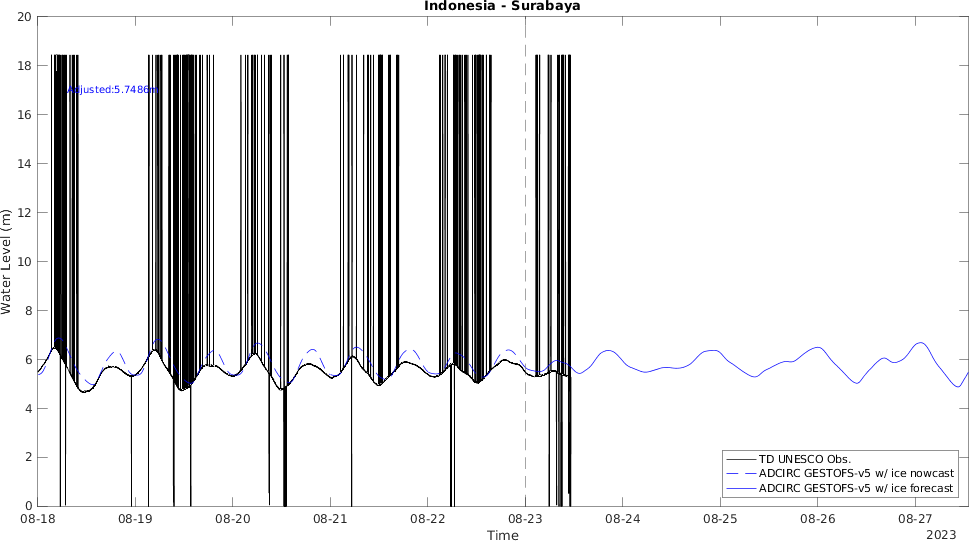 Indonesia - Surabaya
20
18
16
14
12
10
8
6
4
2
0
Water Level (m)
Adjusted:5.7486m
TD UNESCO Obs.
ADCIRC GESTOFS-v5 w/ ice nowcast
ADCIRC GESTOFS-v5 w/ ice forecast
08-18 08-19 08-20 08-21 08-22 08-23 08-24 08-25 08-26 08-27
Time
2023